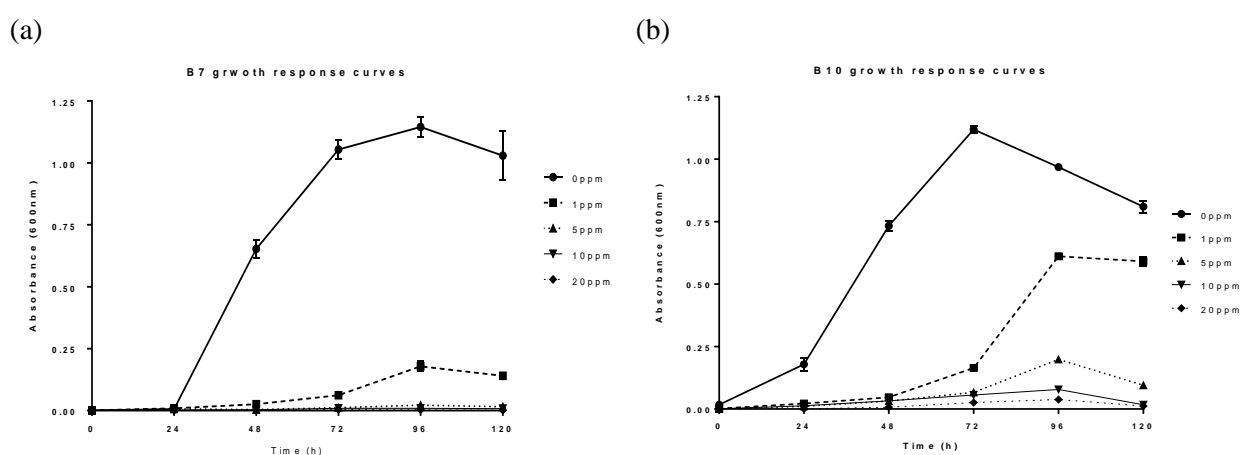 (a)
B7 grwoth response curves
1.25
1.00
0.75
0.50
0.25
0.00
Absorbance (600nm)
0 24 48 72 96 120
Time (h)
0ppm
1ppm
5ppm
10ppm
20ppm
(b)
B10 growth response curves
1.25
1.00
0.75
0.50
0.25
0.00
Absorbance (600nm)
0 24 48 72 96 120
Time (h)
0ppm
1ppm
5ppm
10ppm
20ppm